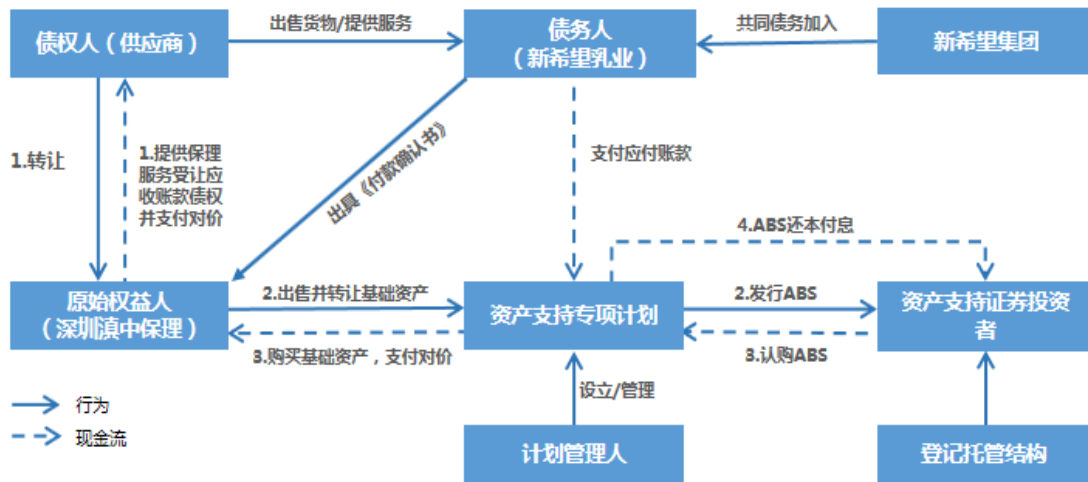 债权人（供应商）
出售货物/提供服务
债务人
（新希望乳业）
共同债务加入
新希望集团
1.转让
1.提供保理
服务受让应
收账款债权
并支付对价
出具《付款确认书》
支付应付账款
4.ABS还本付息
原始权益人
（深圳滇中保理）
2.出售并转让基础资产
3.购买基础资产，支付对价
资产支持专项计划
2.发行ABS
3.认购ABS
资产支持证券投资
者
行为
现金流
设立/管理
计划管理人
登记托管结构